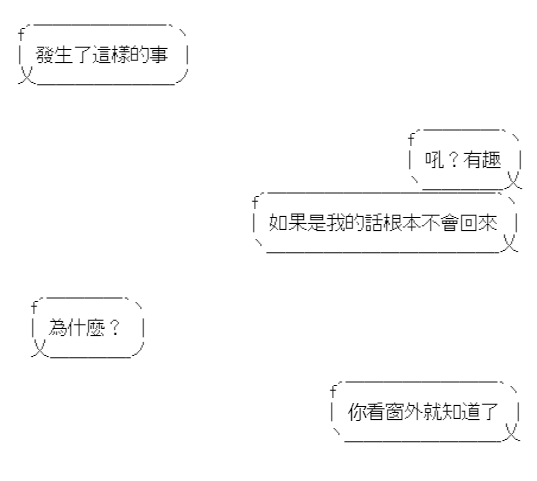 發生了這樣的事
吼？有趣
如果是我的話根本不會回來
為什麼？
你看窗外就知道了